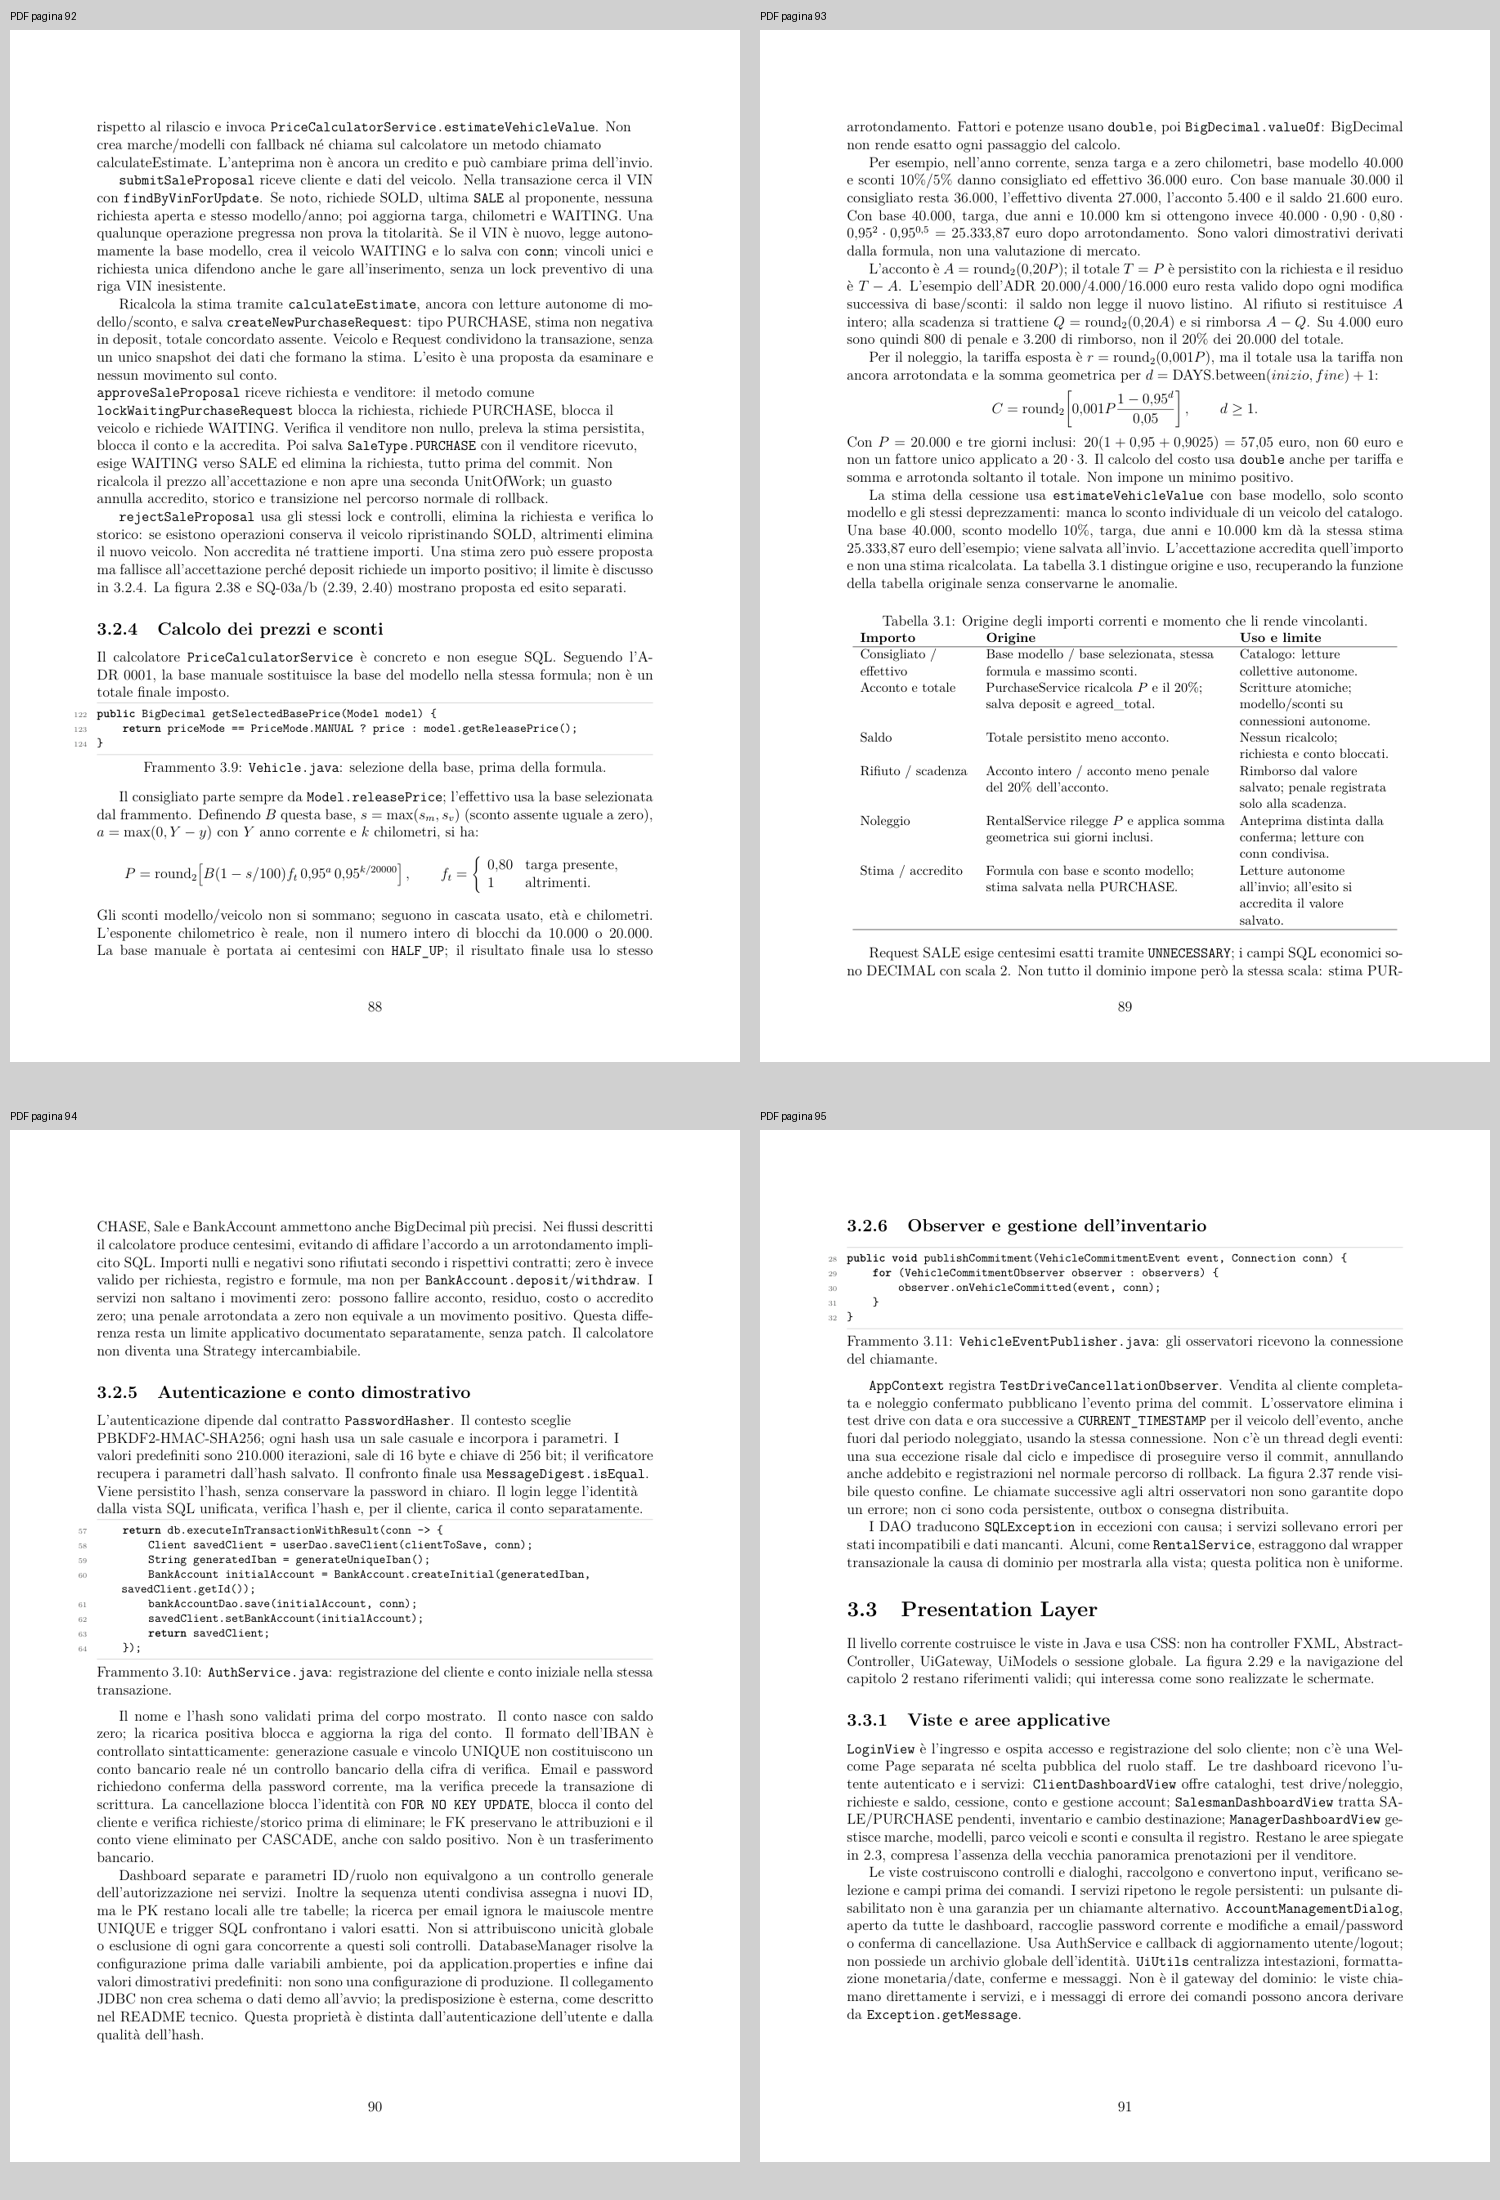 PDF pagina 92
rispetto al rilascio e invoca PriceCalculatorService.estimateVehicleValue. Non
crea marche/modelli con fallback né chiama sul calcolatore un metodo chiamato
calculateEstimate. L'anteprima non è ancora un credito e può cambiare prima dell'invio.
submitSaleProposal riceve cliente e dati del veicolo. Nella transazione cerca il VIN
con findByVinForUpdate. Se noto, richiede SOLD, ultima SALE al proponente, nessuna
richiesta aperta e stesso modello/anno; poi aggiorna targa, chilometri e WAITING. Una
qualunque operazione pregressa non prova la titolarità. Se il VIN è nuovo, legge autono-
mamente la base modello, crea il veicolo WAITING e lo salva con conn; vincoli unici e
richiesta unica difendono anche le gare all'inserimento, senza un lock preventivo di una
riga VIN inesistente.
Ricalcola la stima tramite calculateEstimate, ancora con letture autonome di mo-
dello/sconto, e salva createNewPurchaseRequest: tipo PURCHASE, stima non negativa
in deposit, totale concordato assente. Veicolo e Request condividono la transazione, senza
un unico snapshot dei dati che formano la stima. L'esito è una proposta da esaminare e
nessun movimento sul conto.
approveSaleProposal riceve richiesta e venditore: il metodo comune
lockWaitingPurchaseRequest blocca la richiesta, richiede PURCHASE, blocca il
veicolo e richiede WAITING. Verifica il venditore non nullo, preleva la stima persistita,
blocca il conto e la accredita. Poi salva SaleType.PURCHASE con il venditore ricevuto,
esige WAITING verso SALE ed elimina la richiesta, tutto prima del commit. Non
ricalcola il prezzo all'accettazione e non apre una seconda UnitOfWork; un guasto
annulla accredito, storico e transizione nel percorso normale di rollback.
rejectSaleProposal usa gli stessi lock e controlli, elimina la richiesta e verifica lo
storico: se esistono operazioni conserva il veicolo ripristinando SOLD, altrimenti elimina
il nuovo veicolo. Non accredita né trattiene importi. Una stima zero può essere proposta
ma fallisce all'accettazione perché deposit richiede un importo positivo; il limite è discusso
in 3.2.4. La figura 2.38 e SQ-03a/b (2.39, 2.40) mostrano proposta ed esito separati.
3.2.4 Calcolo dei prezzi e sconti
Il calcolatore PriceCalculatorService è concreto e non esegue SQL. Seguendo l'A-
DR 0001, la base manuale sostituisce la base del modello nella stessa formula; non è un
totale finale imposto.
122 public BigDecimal getSelectedBasePrice(Model model) {
123 return priceMode == PriceMode.MANUAL ? price : model.getReleasePrice();
124 }
Frammento 3.9: Vehicle.java: selezione della base, prima della formula.
Il consigliato parte sempre da Model.releasePrice; l'effettivo usa la base selezionata
dal frammento. Definendo B questa base, s = max(sm, sv) (sconto assente uguale a zero),
a = max(0, Y − y) con Y anno corrente e k chilometri, si ha:
P = round₂[B(1 − s/100)f_t 0,95^a 0,95^{k/20000}], f_t = { 0,80 targa presente,
1 altrimenti.
Gli sconti modello/veicolo non si sommano; seguono in cascata usato, età e chilometri.
L'esponente chilometrico è reale, non il numero intero di blocchi da 10.000 o 20.000.
La base manuale è portata ai centesimi con HALF_UP; il risultato finale usa lo stesso
88
PDF pagina 93
arrotondamento. Fattori e potenze usano double, poi BigDecimal.valueOf: BigDecimal
non rende esatto ogni passaggio del calcolo.
Per esempio, nell'anno corrente, senza targa e a zero chilometri, base modello 40.000
e sconti 10%/5% danno consigliato ed effettivo 36.000 euro. Con base manuale 30.000 il
consigliato resta 36.000, l'effettivo diventa 27.000, l'acconto 5.400 e il saldo 21.600 euro.
Con base 40.000, targa, due anni e 10.000 km si ottengono invece 40.000 · 0,90 · 0,80 ·
0,95² · 0,95^{0,5} = 25.333,87 euro dopo arrotondamento. Sono valori dimostrativi derivati
dalla formula, non una valutazione di mercato.
L'acconto è A = round₂(0,20P); il totale T = P è persistito con la richiesta e il residuo
è T − A. L'esempio dell'ADR 20.000/4.000/16.000 euro resta valido dopo ogni modifica
successiva di base/sconti: il saldo non legge il nuovo listino. Al rifiuto si restituisce A
intero; alla scadenza si trattiene Q = round₂(0,20A) e si rimborsa A − Q. Su 4.000 euro
sono quindi 800 di penale e 3.200 di rimborso, non il 20% dei 20.000 del totale.
Per il noleggio, la tariffa esposta è r = round₂(0,001P), ma il totale usa la tariffa non
ancora arrotondata e la somma geometrica per d = DAYS.between(inizio, fine) + 1:
C = round₂[0,001P (1 − 0,95^d)/0,05], d ≥ 1.
Con P = 20.000 e tre giorni inclusi: 20(1 + 0,95 + 0,9025) = 57,05 euro, non 60 euro e
non un fattore unico applicato a 20 · 3. Il calcolo del costo usa double anche per tariffa e
somma e arrotonda soltanto il totale. Non impone un minimo positivo.
La stima della cessione usa estimateVehicleValue con base modello, solo sconto
modello e gli stessi deprezzamenti: manca lo sconto individuale di un veicolo del catalogo.
Una base 40.000, sconto modello 10%, targa, due anni e 10.000 km dà la stessa stima
25.333,87 euro dell'esempio; viene salvata all'invio. L'accettazione accredita quell'importo
e non una stima ricalcolata. La tabella 3.1 distingue origine e uso, recuperando la funzione
della tabella originale senza conservarne le anomalie.
Tabella 3.1: Origine degli importi correnti e momento che li rende vincolanti.
Importo Origine Uso e limite
Consigliato / Base modello / base selezionata, stessa Catalogo: letture
effettivo formula e massimo sconti. collettive autonome.
Acconto e totale PurchaseService ricalcola P e il 20%; Scritture atomiche;
salva deposit e agreed_total. modello/sconti su
connessioni autonome.
Saldo Totale persistito meno acconto. Nessun ricalcolo;
richiesta e conto bloccati.
Rifiuto / scadenza Acconto intero / acconto meno penale Rimborso dal valore
del 20% dell'acconto. salvato; penale registrata
solo alla scadenza.
Noleggio RentalService rilegge P e applica somma Anteprima distinta dalla
geometrica sui giorni inclusi. conferma; letture con
conn condivisa.
Stima / accredito Formula con base e sconto modello; Letture autonome
stima salvata nella PURCHASE. all'invio; all'esito si
accredita il valore
salvato.
Request SALE esige centesimi esatti tramite UNNECESSARY; i campi SQL economici so-
no DECIMAL con scala 2. Non tutto il dominio impone però la stessa scala: stima PUR-
89
PDF pagina 94
CHASE, Sale e BankAccount ammettono anche BigDecimal più precisi. Nei flussi descritti
il calcolatore produce centesimi, evitando di affidare l'accordo a un arrotondamento impli-
cito SQL. Importi nulli e negativi sono rifiutati secondo i rispettivi contratti; zero è invece
valido per richiesta, registro e formule, ma non per BankAccount.deposit/withdraw. I
servizi non saltano i movimenti zero: possono fallire acconto, residuo, costo o accredito
zero; una penale arrotondata a zero non equivale a un movimento positivo. Questa diffe-
renza resta un limite applicativo documentato separatamente, senza patch. Il calcolatore
non diventa una Strategy intercambiabile.
3.2.5 Autenticazione e conto dimostrativo
L'autenticazione dipende dal contratto PasswordHasher. Il contesto sceglie
PBKDF2-HMAC-SHA256; ogni hash usa un sale casuale e incorpora i parametri. I
valori predefiniti sono 210.000 iterazioni, sale di 16 byte e chiave di 256 bit; il verificatore
recupera i parametri dall'hash salvato. Il confronto finale usa MessageDigest.isEqual.
Viene persistito l'hash, senza conservare la password in chiaro. Il login legge l'identità
dalla vista SQL unificata, verifica l'hash e, per il cliente, carica il conto separatamente.
57 return db.executeInTransactionWithResult(conn -> {
58 Client savedClient = userDao.saveClient(clientToSave, conn);
59 String generatedIban = generateUniqueIban();
60 BankAccount initialAccount = BankAccount.createInitial(generatedIban,
savedClient.getId());
61 bankAccountDao.save(initialAccount, conn);
62 savedClient.setBankAccount(initialAccount);
63 return savedClient;
64 });
Frammento 3.10: AuthService.java: registrazione del cliente e conto iniziale nella stessa
transazione.
Il nome e l'hash sono validati prima del corpo mostrato. Il conto nasce con saldo
zero; la ricarica positiva blocca e aggiorna la riga del conto. Il formato dell'IBAN è
controllato sintatticamente: generazione casuale e vincolo UNIQUE non costituiscono un
conto bancario reale né un controllo bancario della cifra di verifica. Email e password
richiedono conferma della password corrente, ma la verifica precede la transazione di
scrittura. La cancellazione blocca l'identità con FOR NO KEY UPDATE, blocca il conto del
cliente e verifica richieste/storico prima di eliminare; le FK preservano le attribuzioni e il
conto viene eliminato per CASCADE, anche con saldo positivo. Non è un trasferimento
bancario.
Dashboard separate e parametri ID/ruolo non equivalgono a un controllo generale
dell'autorizzazione nei servizi. Inoltre la sequenza utenti condivisa assegna i nuovi ID,
ma le PK restano locali alle tre tabelle; la ricerca per email ignora le maiuscole mentre
UNIQUE e trigger SQL confrontano i valori esatti. Non si attribuiscono unicità globale
o esclusione di ogni gara concorrente a questi soli controlli. DatabaseManager risolve la
configurazione prima dalle variabili ambiente, poi da application.properties e infine dai
valori dimostrativi predefiniti: non sono una configurazione di produzione. Il collegamento
JDBC non crea schema o dati demo all'avvio; la predisposizione è esterna, come descritto
nel README tecnico. Questa proprietà è distinta dall'autenticazione dell'utente e dalla
qualità dell'hash.
90
PDF pagina 95
3.2.6 Observer e gestione dell'inventario
28 public void publishCommitment(VehicleCommitmentEvent event, Connection conn) {
29 for (VehicleCommitmentObserver observer : observers) {
30 observer.onVehicleCommitted(event, conn);
31 }
32 }
Frammento 3.11: VehicleEventPublisher.java: gli osservatori ricevono la connessione
del chiamante.
AppContext registra TestDriveCancellationObserver. Vendita al cliente completa-
ta e noleggio confermato pubblicano l'evento prima del commit. L'osservatore elimina i
test drive con data e ora successive a CURRENT_TIMESTAMP per il veicolo dell'evento, anche
fuori dal periodo noleggiato, usando la stessa connessione. Non c'è un thread degli eventi:
una sua eccezione risale dal ciclo e impedisce di proseguire verso il commit, annullando
anche addebito e registrazioni nel normale percorso di rollback. La figura 2.37 rende visi-
bile questo confine. Le chiamate successive agli altri osservatori non sono garantite dopo
un errore; non ci sono coda persistente, outbox o consegna distribuita.
I DAO traducono SQLException in eccezioni con causa; i servizi sollevano errori per
stati incompatibili e dati mancanti. Alcuni, come RentalService, estraggono dal wrapper
transazionale la causa di dominio per mostrarla alla vista; questa politica non è uniforme.
3.3 Presentation Layer
Il livello corrente costruisce le viste in Java e usa CSS: non ha controller FXML, Abstract-
Controller, UiGateway, UiModels o sessione globale. La figura 2.29 e la navigazione del
capitolo 2 restano riferimenti validi; qui interessa come sono realizzate le schermate.
3.3.1 Viste e aree applicative
LoginView è l'ingresso e ospita accesso e registrazione del solo cliente; non c'è una Wel-
come Page separata né scelta pubblica del ruolo staff. Le tre dashboard ricevono l'u-
tente autenticato e i servizi: ClientDashboardView offre cataloghi, test drive/noleggio,
richieste e saldo, cessione, conto e gestione account; SalesmanDashboardView tratta SA-
LE/PURCHASE pendenti, inventario e cambio destinazione; ManagerDashboardView ge-
stisce marche, modelli, parco veicoli e sconti e consulta il registro. Restano le aree spiegate
in 2.3, compresa l'assenza della vecchia panoramica prenotazioni per il venditore.
Le viste costruiscono controlli e dialoghi, raccolgono e convertono input, verificano se-
lezione e campi prima dei comandi. I servizi ripetono le regole persistenti: un pulsante di-
sabilitato non è una garanzia per un chiamante alternativo. AccountManagementDialog,
aperto da tutte le dashboard, raccoglie password corrente e modifiche a email/password
o conferma di cancellazione. Usa AuthService e callback di aggiornamento utente/logout;
non possiede un archivio globale dell'identità. UiUtils centralizza intestazioni, formatta-
zione monetaria/date, conferme e messaggi. Non è il gateway del dominio: le viste chia-
mano direttamente i servizi, e i messaggi di errore dei comandi possono ancora derivare
da Exception.getMessage.
91